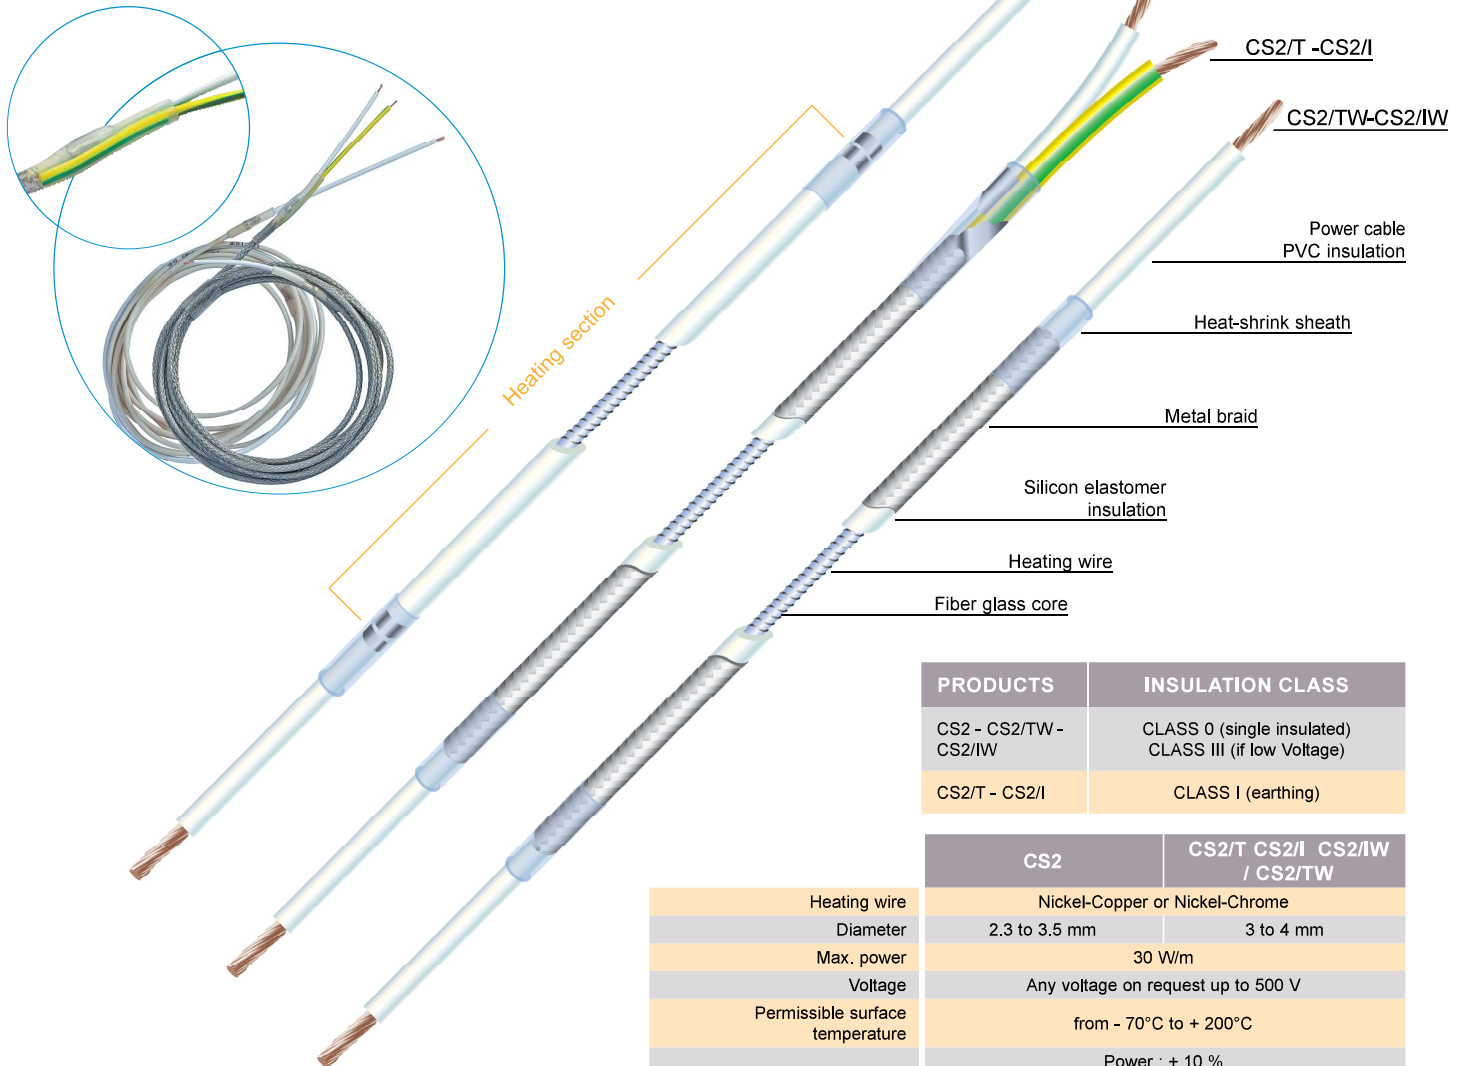 CS2/T -CS2/I
CS2/TW-CS2/IW
Power cable
PVC insulation
Heat-shrink sheath
Heating section
Metal braid
Silicon elastomer
insulation
Heating wire
Fiber glass core
PRODUCTS INSULATION CLASS
CS2 - CS2/TW - CLASS 0 (single insulated)
CS2/IW CLASS III (if low Voltage)
CS2/T - CS2/I CLASS I (earthing)
CS2 CS2/T CS2/I CS2/IW
/ CS2/TW
Heating wire Nickel-Copper or Nickel-Chrome
Diameter 2.3 to 3.5 mm 3 to 4 mm
Max. power 30 W/m
Voltage Any voltage on request up to 500 V
Permissible surface
temperature from - 70°C to + 200°C
Power : + 10 %